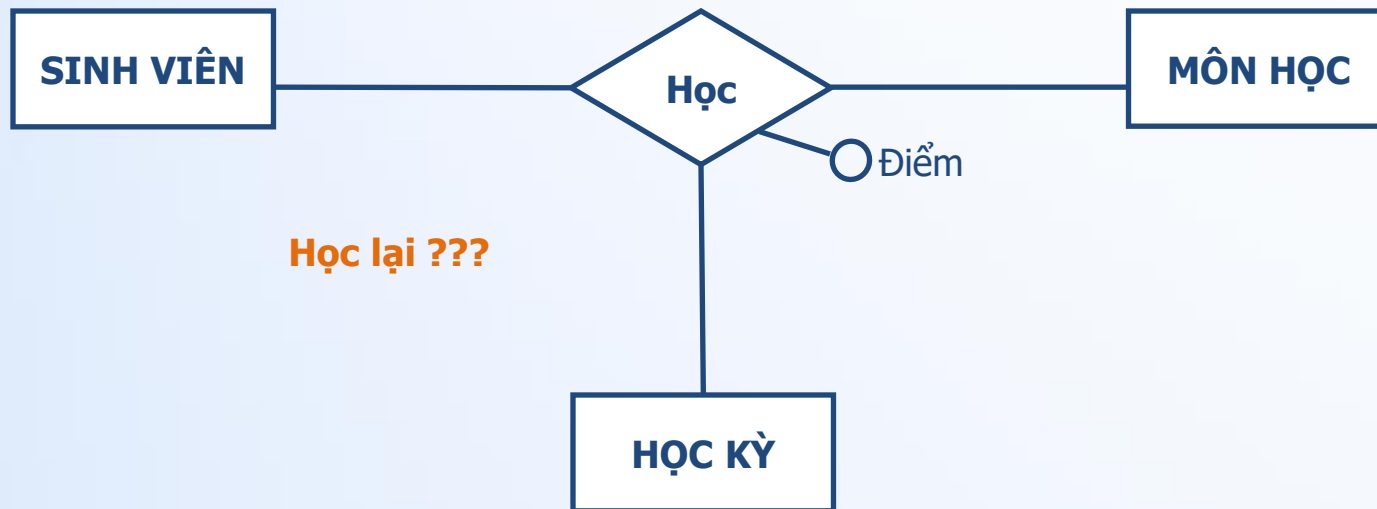 SINH VIÊN
Học
MÔN HỌC
Điểm
Học lại ???
HỌC KỲ